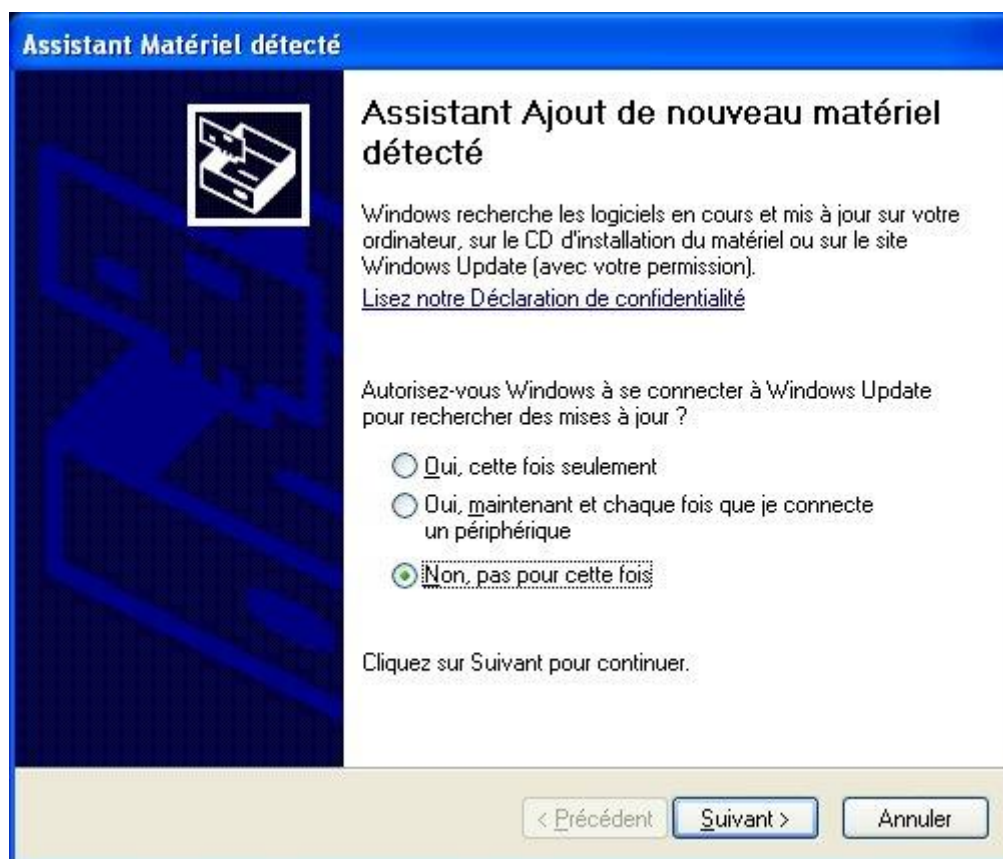 Assistant Matériel détecté
Assistant Ajout de nouveau matériel
détecté
Windows recherche les logiciels en cours et mis à jour sur votre
ordinateur, sur le CD d'installation du matériel ou sur le site
Windows Update (avec votre permission).
Lisez notre Déclaration de confidentialité
Autorisez-vous Windows à se connecter à Windows Update
pour rechercher des mises à jour ?
Oui, cette fois seulement
Oui, maintenant et chaque fois que je connecte
un périphérique
Non, pas pour cette fois
Cliquez sur Suivant pour continuer.
< Précédent
Suivant >
Annuler